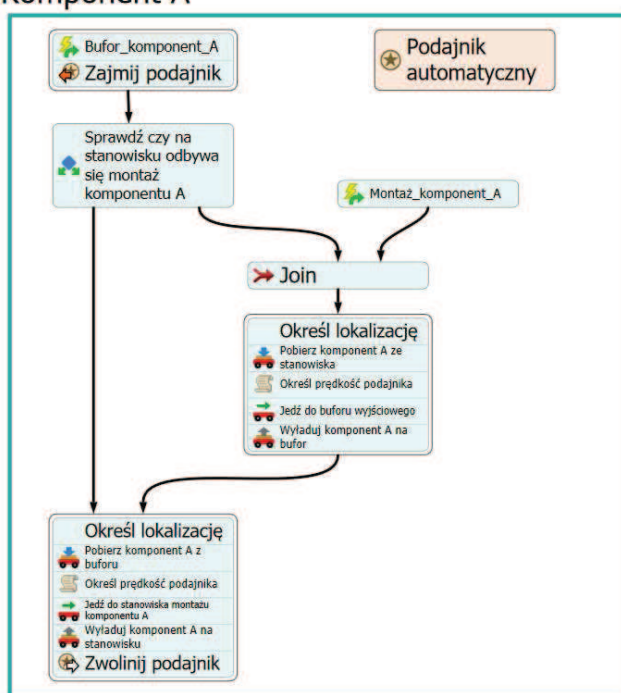 Komponent A
Bufor_komponent_A
Zajmij podajnik
Podajnik
automatyczny
Sprawdź czy na
stanowisku odbywa
się montaż
komponentu A
Montaż_komponent_A
Join
Określ lokalizację
Pobierz komponent A ze
stanowiska
Określ prędkość podajnika
Jedź do buforu wyjściowego
Wyładuj komponent A na
bufor
Określ lokalizację
Pobierz komponent A z
buforu
Określ prędkość podajnika
Jedź do stanowiska montażu
komponentu A
Wyładuj komponent A na
stanowisku
Zwolinij podajnik